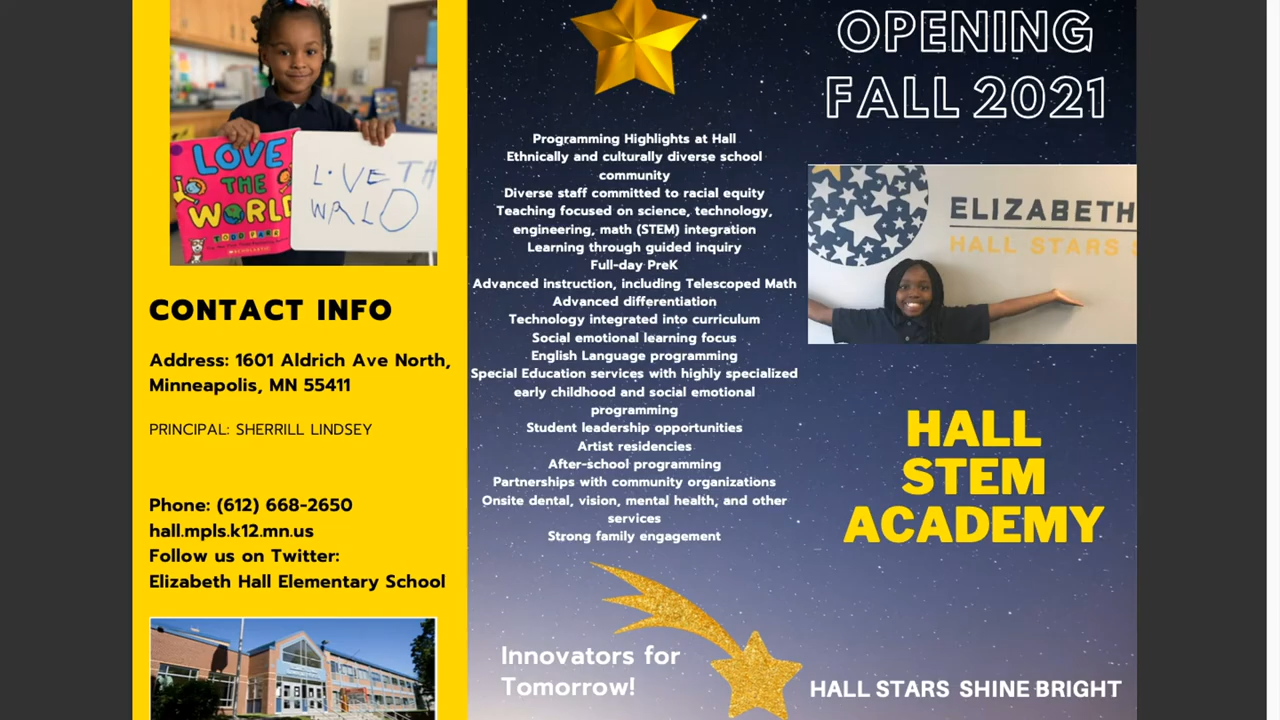 LOVE
THE
WORLD
TODD PARR
SCHOLASTIC
LIVE TH
WRLD
CONTACT INFO
Address: 1601 Aldrich Ave North,
Minneapolis, MN 55411
PRINCIPAL: SHERRILL LINDSEY
Phone: (612) 668-2650
hall.mpls.k12.mn.us
Follow us on Twitter:
Elizabeth Hall Elementary School
Programming Highlights at Hall
Ethnically and culturally diverse school
community
Diverse staff committed to racial equity
Teaching focused on science, technology,
engineering, math (STEM) integration
Learning through guided inquiry
Full-day PreK
Advanced instruction, including Telescoped Math
Advanced differentiation
Technology integrated into curriculum
Social emotional learning focus
English Language programming
Special Education services with highly specialized
early childhood and social emotional
programming
Student leadership opportunities
Artist residencies
After-school programming
Partnerships with community organizations
Onsite dental, vision, mental health, and other
services
Strong family engagement
Innovators for
Tomorrow!
OPENING
FALL 2021
ELIZABETH
HALL STARS
HALL
STEM
ACADEMY
HALL STARS SHINE BRIGHT